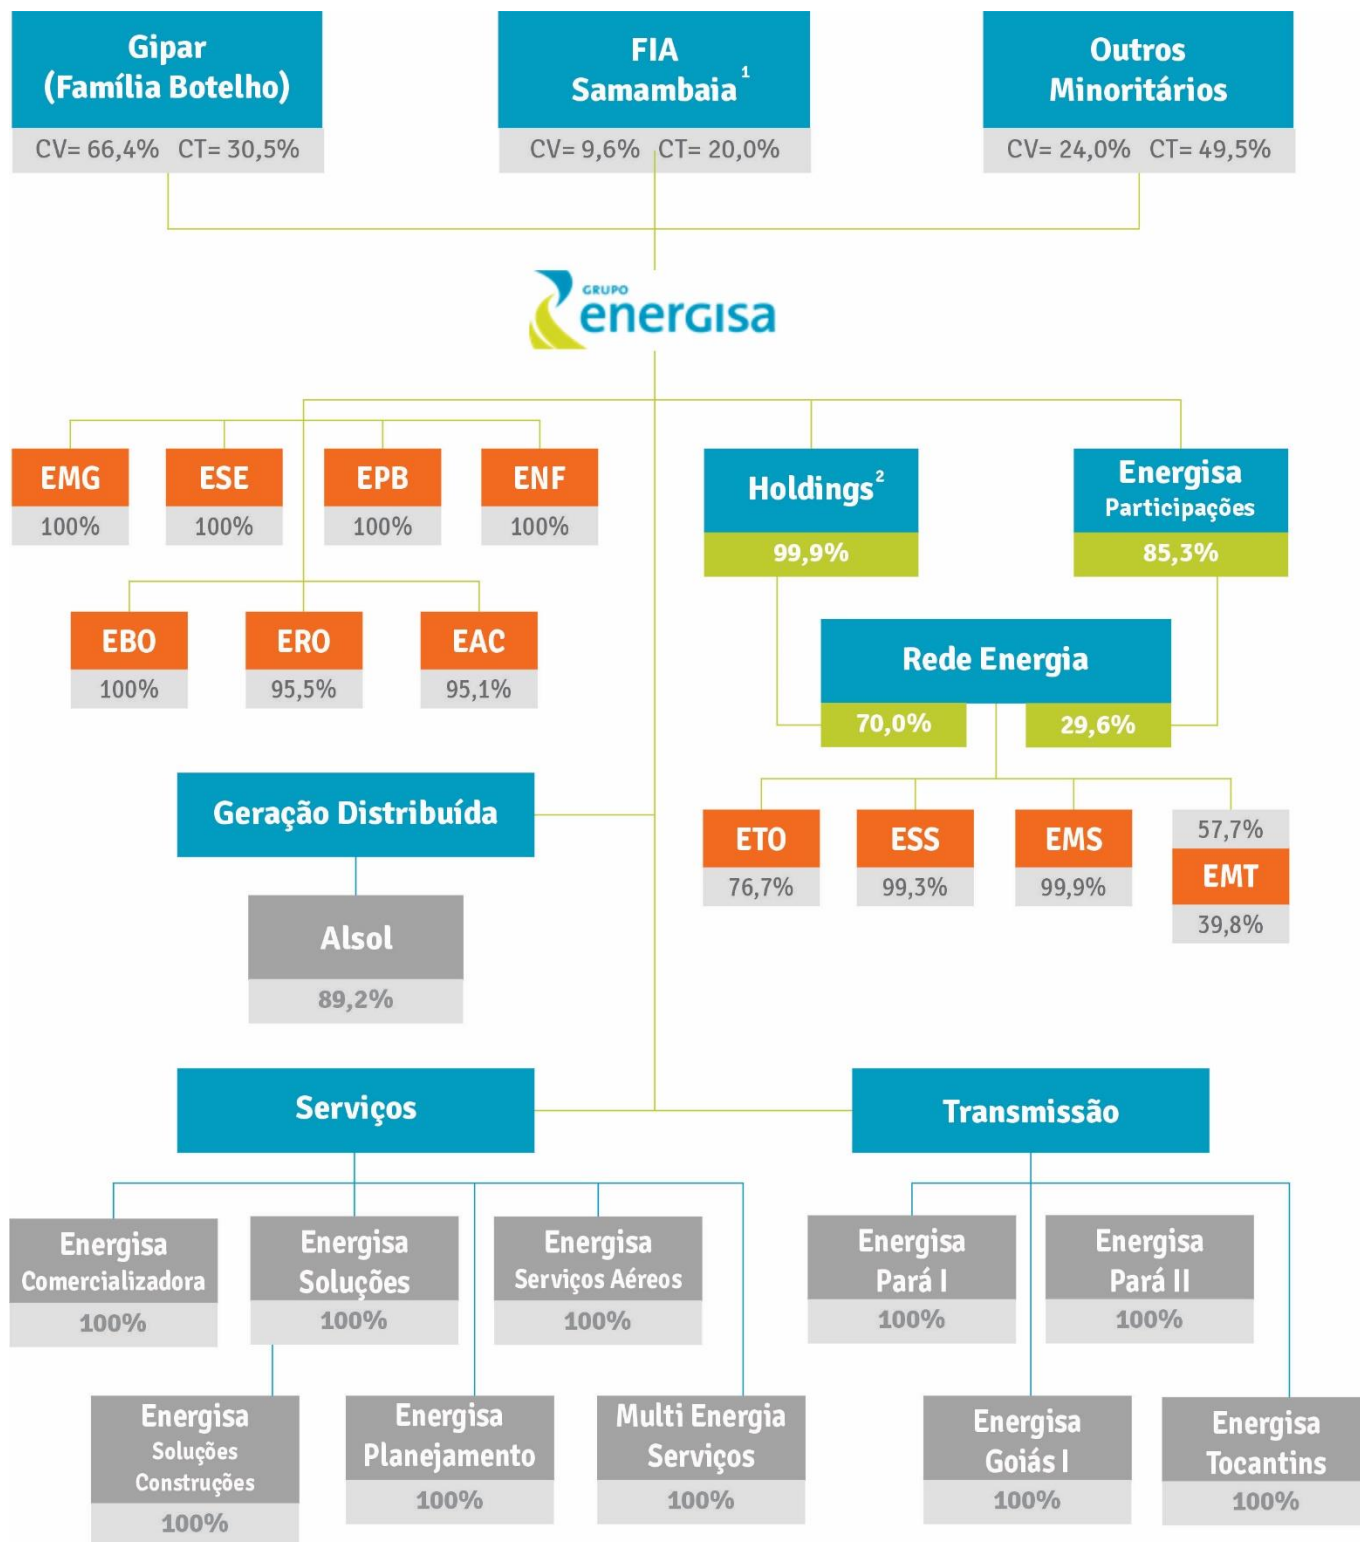 Gipar
(Família Botelho)
CV= 66,4% CT= 30,5%
FIA
Samambaia 1
CV= 9,6% CT= 20,0%
Outros
Minoritários
CV= 24,0% CT= 49,5%
GRUPO
energisa
EMG
100%
ESE
100%
EPB
100%
ENF
100%
EBO
100%
ERO
95,5%
EAC
95,1%
Holdings 2
99,9%
Energisa
Participações
85,3%
Rede Energia
70,0%
29,6%
ETO
76,7%
ESS
99,3%
EMS
99,9%
57,7%
EMT
39,8%
Geração Distribuída
Alsol
89,2%
Serviços
Energisa
Comercializadora
100%
Energisa
Soluções
100%
Energisa
Serviços Aéreos
100%
Energisa
Soluções
Construções
100%
Energisa
Planejamento
100%
Multi Energia
Serviços
100%
Transmissão
Energisa
Pará I
100%
Energisa
Pará II
100%
Energisa
Goiás I
100%
Energisa
Tocantins
100%